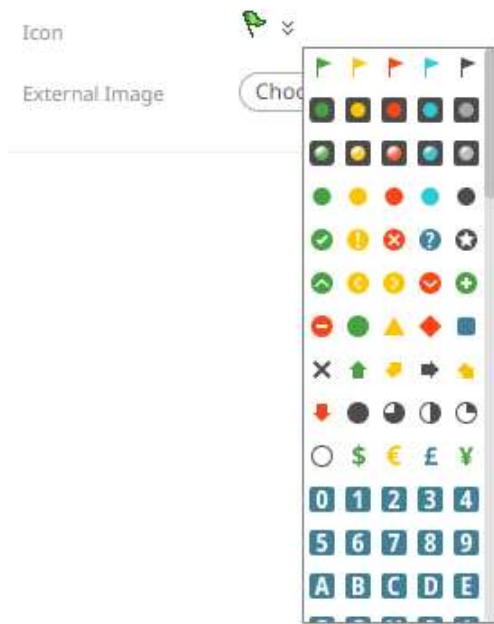 Icon
External Image
Choo
$ € £ ¥
0 1 2 3 4
5 6 7 8 9
A B C D E